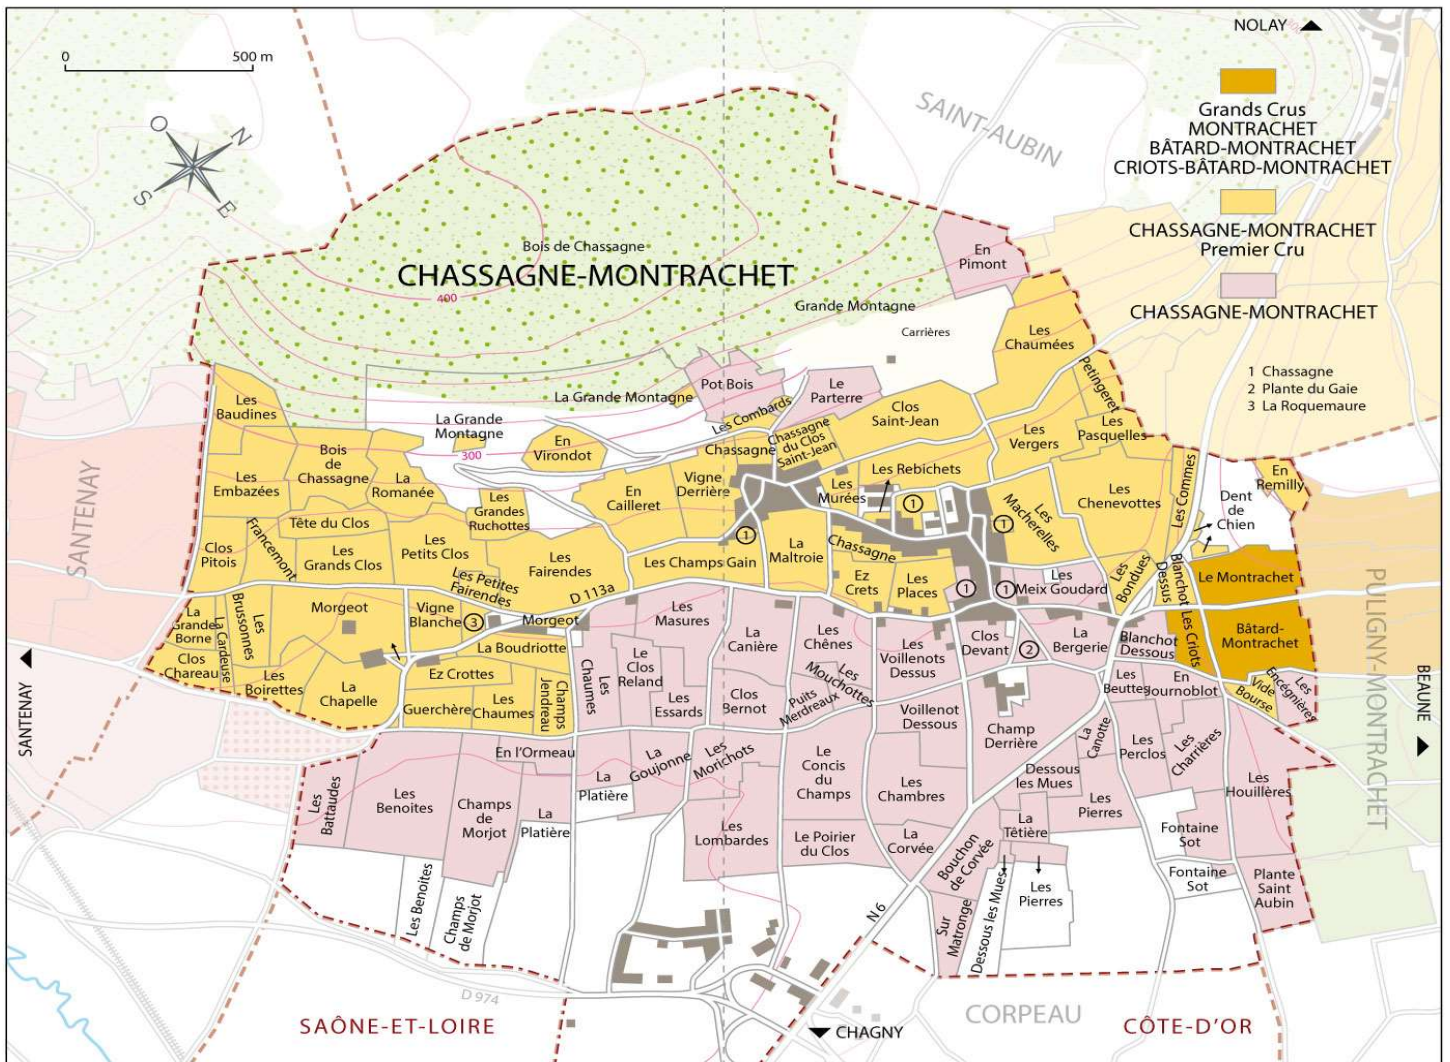 NOLAY
0
500 m
O
N
S
E
SAINT-AUBIN
Grands Crus
MONTRACHET
BÂTARD-MONTRACHET
CRIOTS-BÂTARD-MONTRACHET
CHASSAGNE-MONTRACHET
Premier Cru
CHASSAGNE-MONTRACHET
1 Chassagne
2 Plante du Gaie
3 La Roquemaure
Bois de Chassagne
CHASSAGNE-MONTRACHET
400
Grande Montagne
En
Pimont
Carrières
Les
Chaumées
Petingeret
Pot Bois
Le
Parterre
La Grande Montagne
La Grande
Montagne
300
Les Combards
Clos
Saint-Jean
Les
Baudines
En
Virondot
Chassagne
Chassagne
du Clos
Saint-Jean
Les
Vergers
Les
Pasquelles
Bois
de
Chassagne
Les
Embazées
La
Romanée
Les
Grandes
Ruchottes
En
Cailleret
Vigne
Derrière
Les
Murées
Les Rebichets
Les
Macherelles
Les
Chenevottes
Les Commes
En
Remilly
Dent
de
Chien
SANTENAY
Tête du Clos
Francemont
Clos
Pitois
Les
Grands Clos
Les
Petits Clos
Les Petites
Fairendes
Les
Fairendes
Les Champs Gain
1
La
Maltroie
Chassagne
Ez
Crets
Les
Places
1
1
1
1
Les
Meix Goudard
Les
Bondues
Blanchot
Dessus
Le Montrachet
Bâtard-
Montrachet
Les Criots
PULIGNY-MONTRACHET
D 113a
La
Grande
Borne
La Cardeuse
Les
Brussonnes
Morgeot
Vigne
Blanche
3
Morgeot
La Boudriotte
Clos
Chareau
Les
Boirettes
La
Chapelle
Ez Crottes
Guerchère
Les
Chaumes
Champs
Jendreau
Les
Chaumes
Les
Masures
Le
Clos
Reland
Les
Essards
La
Canière
Clos
Bernot
Les
Chênes
Les
Mouchottes
Puits
Merdreaux
Les
Voillenots
Dessus
Voillenot
Dessous
Clos
Devant
2
La
Bergerie
Blanchot
Dessous
Les
Beuttes
En
Journoblot
Vide
Bourse
Les
Encégnières
SANTENAY
BEAUNE
En l'Ormeau
Les
Battaudes
Les
Benoites
Champs
de
Morjot
La
Platière
La
Platière
La
Goujonne
Les
Morichots
Les
Lombardes
Le
Concis
du
Champs
Le Poirier
du Clos
Les
Chambres
La
Corvée
Champ
Derrière
La
Canotte
Dessous
les Mues
Les
Perclos
Les
Charrières
Les
Houillères
Les
Pierres
La
Têtière
Bouchon
de Corvée
Sur
Matronge
Dessous les Mues
Les
Pierres
Fontaine
Sot
Fontaine
Sot
Plante
Saint
Aubin
Les Benoites
Champs
de Morjot
N 6
D 974
SAÔNE-ET-LOIRE
CHAGNY
CORPEAU
CÔTE-D'OR